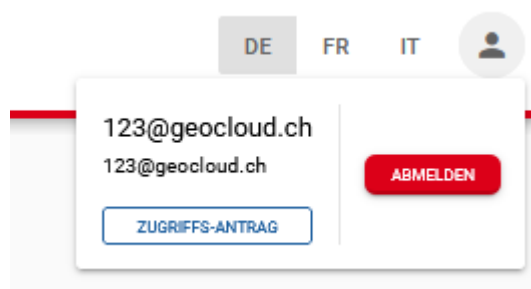 DE FR IT
123@geocloud.ch
123@geocloud.ch
ABMELDEN
ZUGRIFFS-ANTRAG